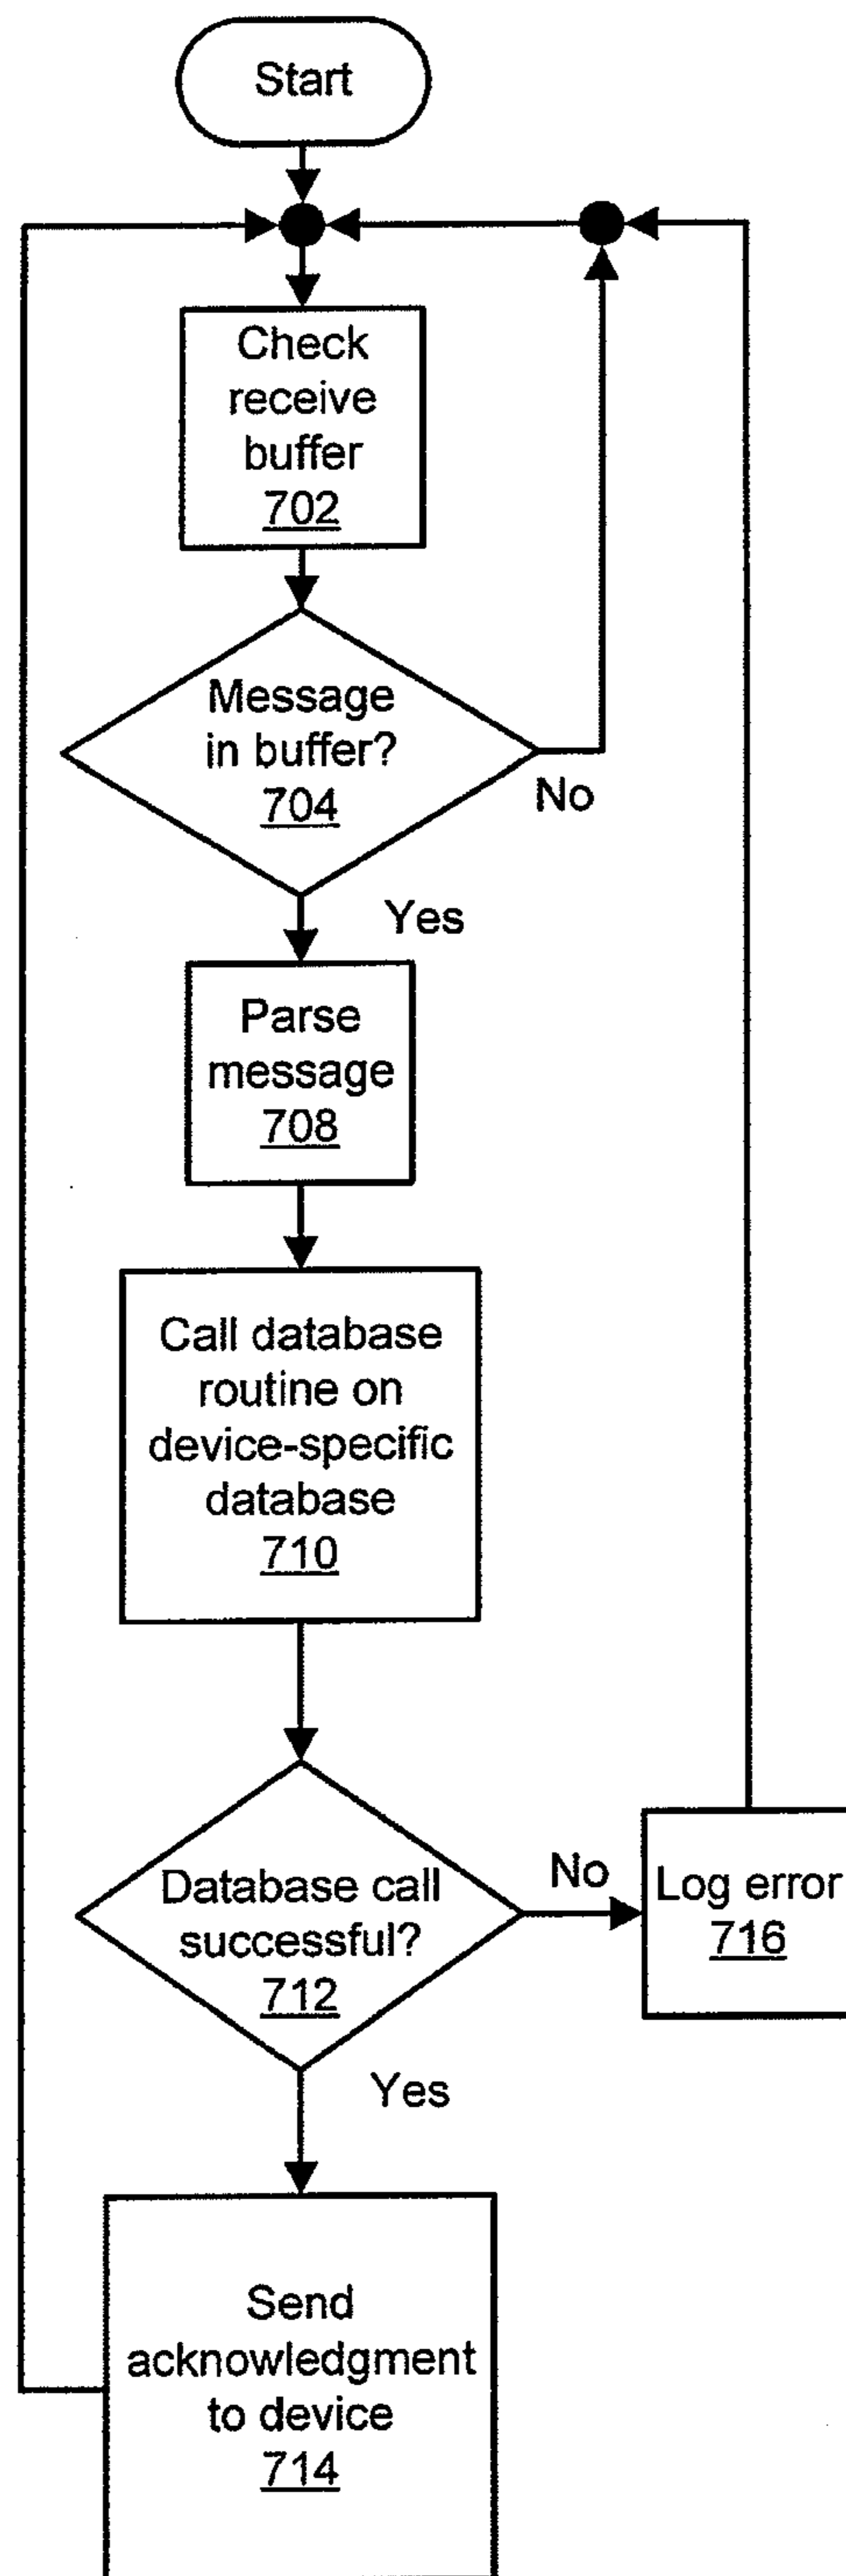 Start
Check
receive
buffer
702
Message
in buffer?
704
No
Yes
Parse
message
708
Call database
routine on
device-specific
database
710
Database call
successful?
712
No
Log error
716
Yes
Send
acknowledgment
to device
714